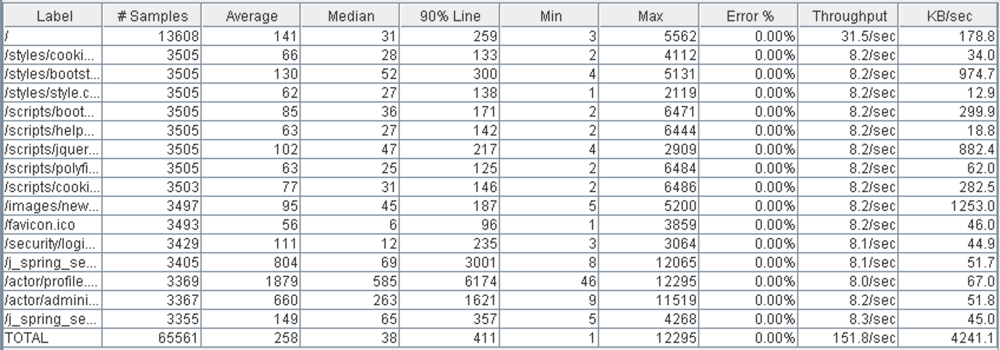 Label # Samples Average Median 90% Line Min Max Error % Throughput KB/sec
/ 13608 141 31 259 3 5562 0.00% 31.5/sec 178.8
/styles/cooki... 3505 66 28 133 2 4112 0.00% 8.2/sec 34.0
/styles/bootst... 3505 130 52 300 4 5131 0.00% 8.2/sec 974.7
/styles/style.c... 3505 62 27 138 1 2119 0.00% 8.2/sec 12.9
/scripts/boot... 3505 85 36 171 2 6471 0.00% 8.2/sec 299.9
/scripts/help... 3505 63 27 142 2 6444 0.00% 8.2/sec 18.8
/scripts/jquer... 3505 102 47 217 4 2909 0.00% 8.2/sec 882.4
/scripts/polyfi... 3505 63 25 125 2 6484 0.00% 8.2/sec 62.0
/scripts/cooki... 3503 77 31 146 2 6486 0.00% 8.2/sec 282.5
/images/new... 3497 95 45 187 5 5200 0.00% 8.2/sec 1253.0
/favicon.ico 3493 56 6 96 1 3859 0.00% 8.2/sec 46.0
/security/logi... 3429 111 12 235 3 3064 0.00% 8.1/sec 44.9
/j_spring_se... 3405 804 69 3001 8 12065 0.00% 8.1/sec 51.7
/actor/profile.... 3369 1879 585 6174 46 12295 0.00% 8.0/sec 67.0
/actor/admini... 3367 660 263 1621 9 11519 0.00% 8.2/sec 51.8
/j_spring_se... 3355 149 65 357 5 4268 0.00% 8.3/sec 45.0
TOTAL 65561 258 38 411 1 12295 0.00% 151.8/sec 4241.1